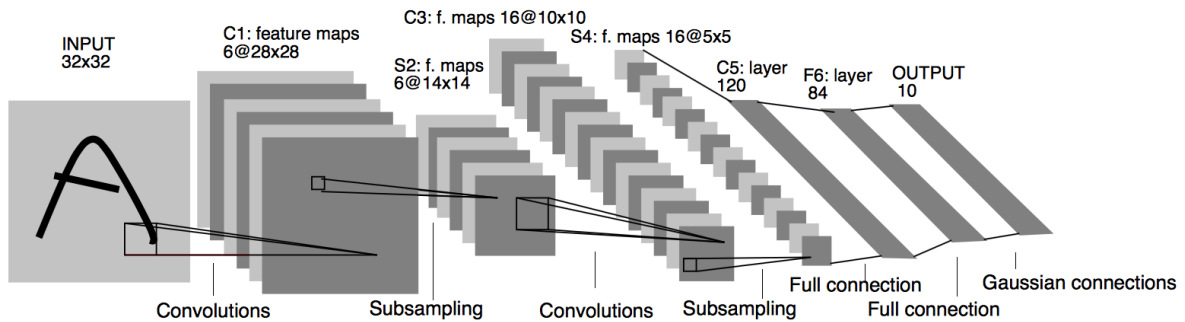 INPUT
32x32
C1: feature maps
6@28x28
S2: f. maps
6@14x14
C3: f. maps 16@10x10
S4: f. maps 16@5x5
C5: layer
120
F6: layer
84
OUTPUT
10
Convolutions
Subsampling
Convolutions
Subsampling
Full connection
Full connection
Gaussian connections